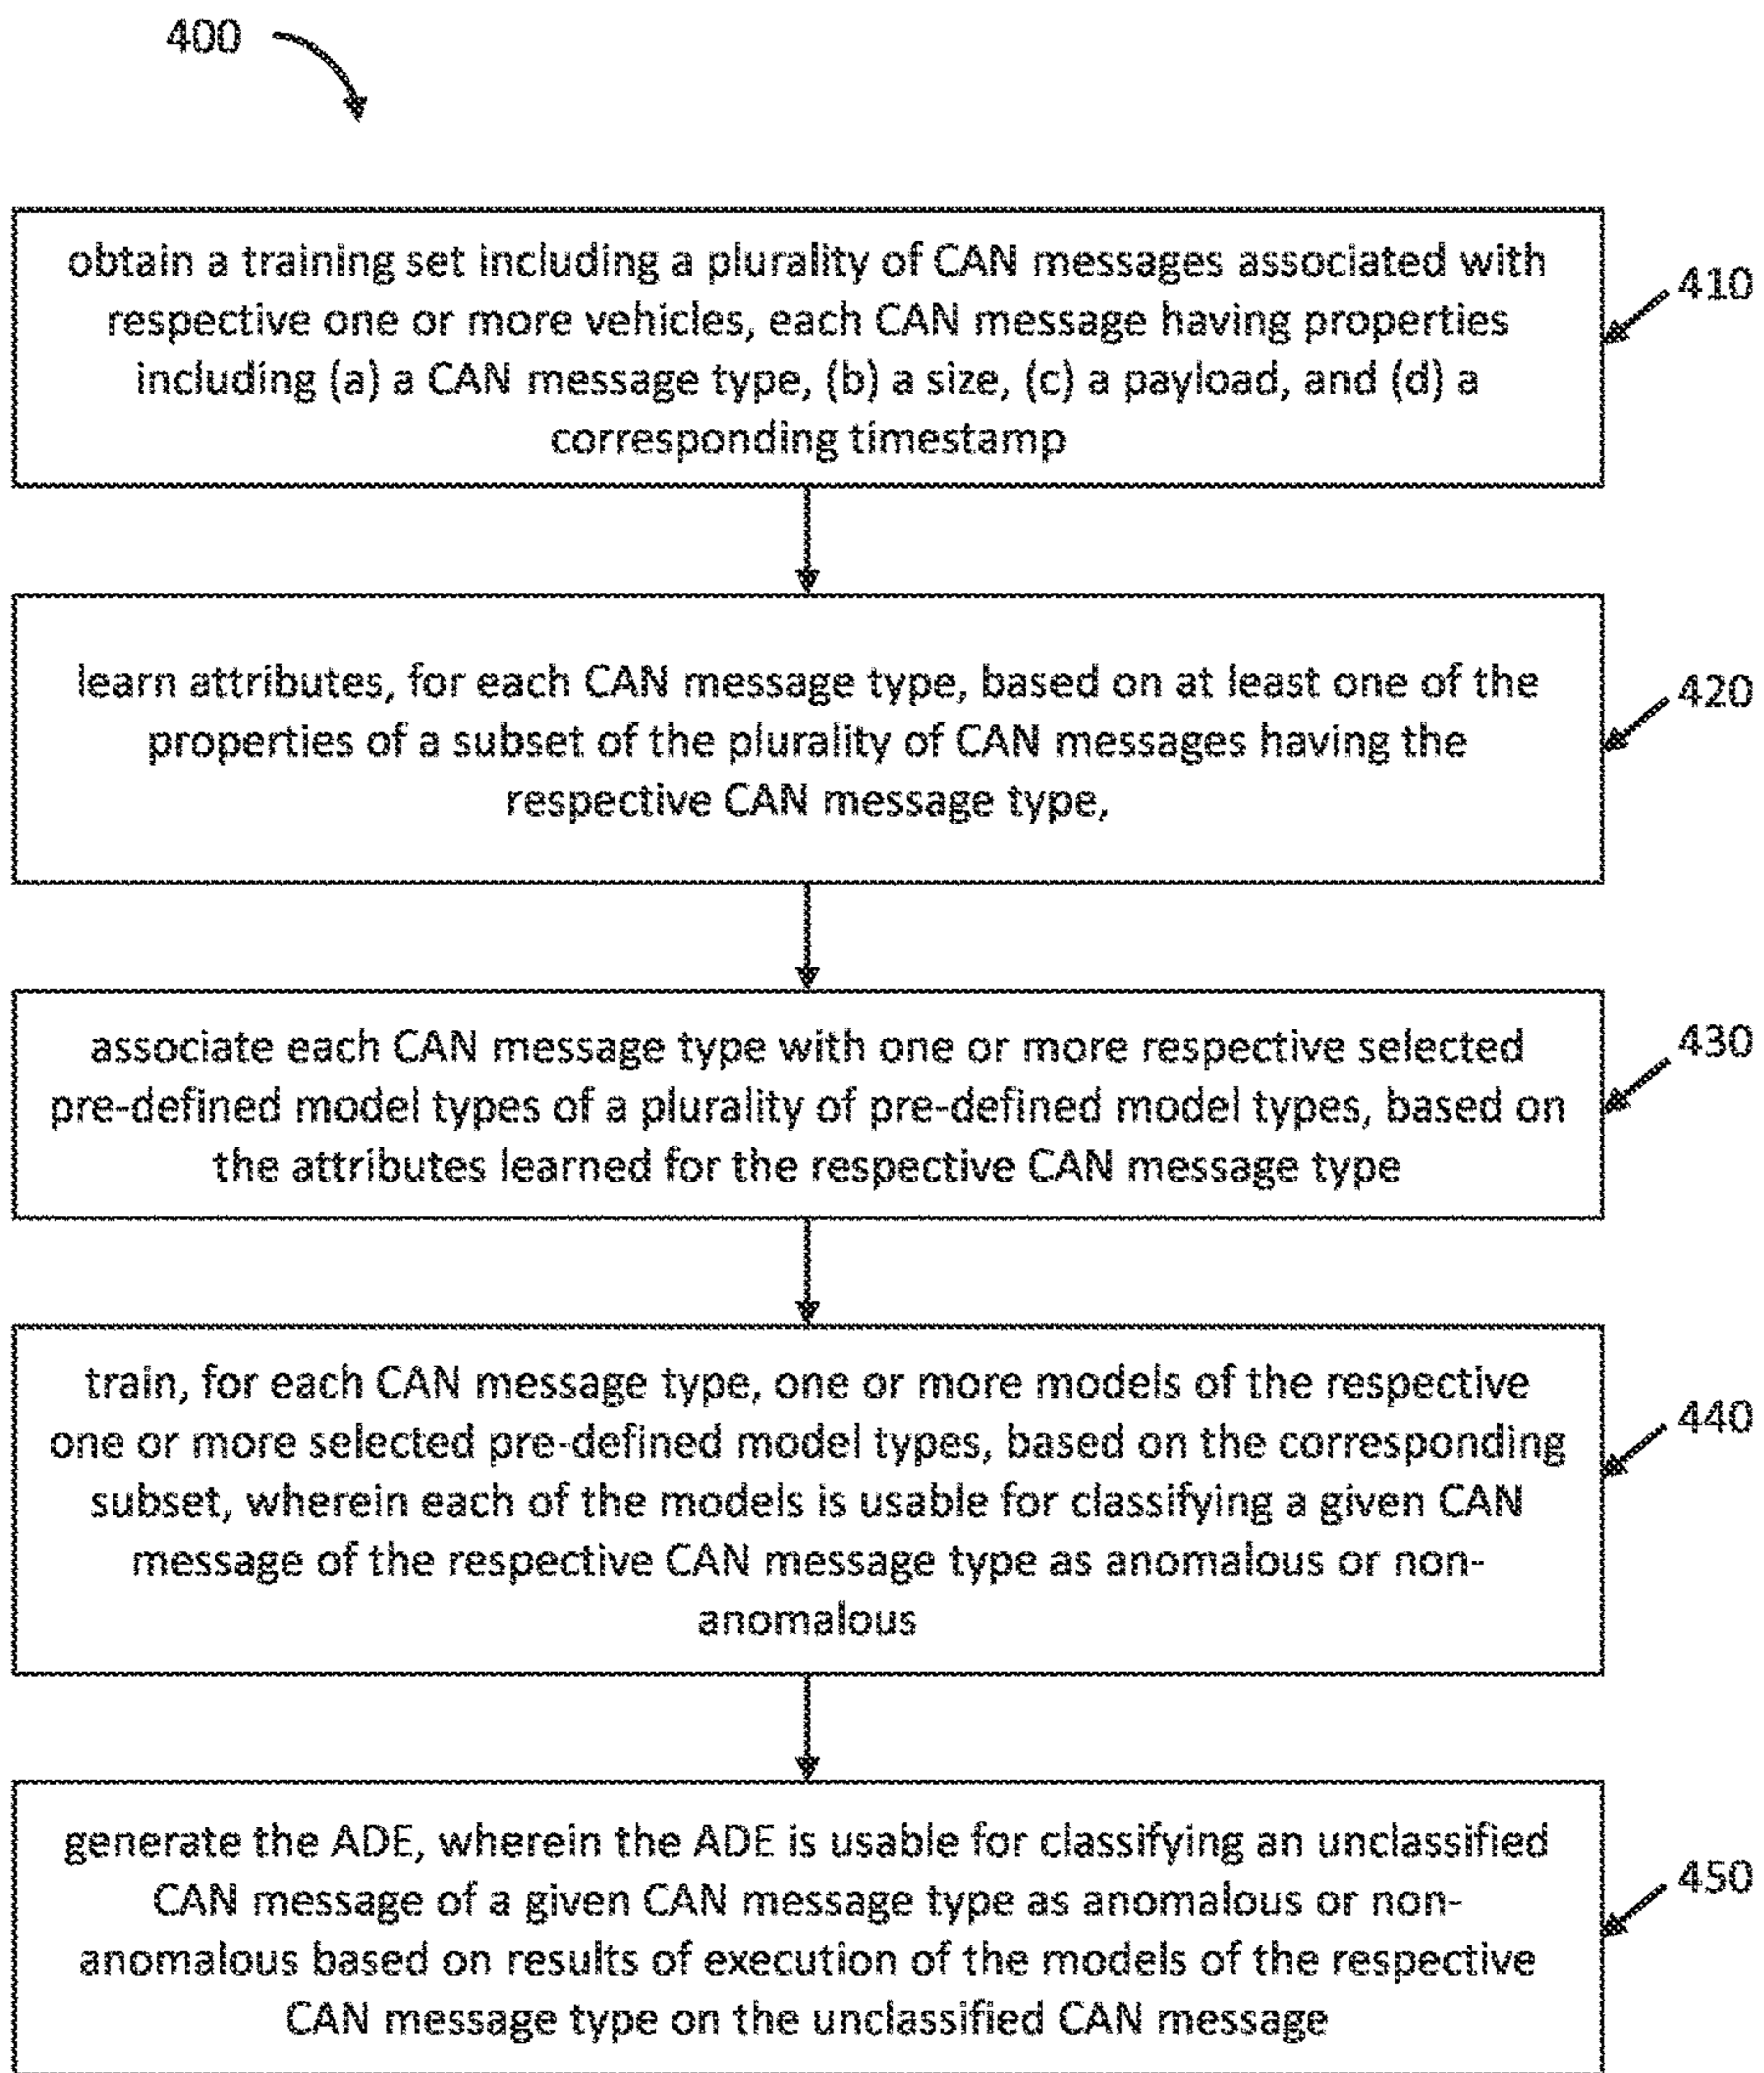 400
obtain a training set including a plurality of CAN messages associated with
respective one or more vehicles, each CAN message having properties
including (a) a CAN message type, (b) a size, (c) a payload, and (d) a
corresponding timestamp
410
learn attributes, for each CAN message type, based on at least one of the
properties of a subset of the plurality of CAN messages having the
respective CAN message type,
420
associate each CAN message type with one or more respective selected
pre-defined model types of a plurality of pre-defined model types, based on
the attributes learned for the respective CAN message type
430
train, for each CAN message type, one or more models of the respective
one or more selected pre-defined model types, based on the corresponding
subset, wherein each of the models is usable for classifying a given CAN
message of the respective CAN message type as anomalous or non-
anomalous
440
generate the ADE, wherein the ADE is usable for classifying an unclassified
CAN message of a given CAN message type as anomalous or non-
anomalous based on results of execution of the models of the respective
CAN message type on the unclassified CAN message
450